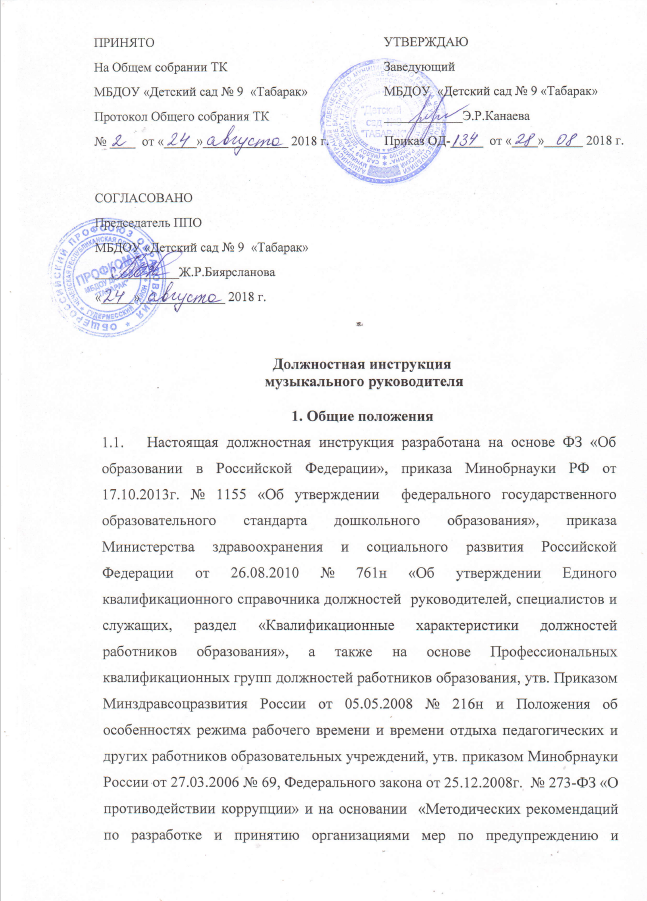 ПРИНЯТО
На Общем собрании ТК
МБДОУ «Детский сад № 9 «Табарак»
Протокол Общего собрания ТК
№ 2 от «24» августа 2018 г.
УТВЕРЖДАЮ
Заведующий
МБДОУ «Детский сад № 9 «Табарак»
Э.Р.Канаева
Приказ ОД-134 от «28» 08 2018 г.
СОГЛАСОВАНО
Председатель ППО
МБДОУ «Детский сад № 9 «Табарак»
Ж.Р.Биярсланова
«24» августа 2018 г.
ОБЩЕРОССИЙСКИЙ ПРОФСОЮЗ ОБРАЗОВАНИЯ
ПРОФКОМ
"Детский
сад
"ТАБАРАК"
Должностная инструкция
музыкального руководителя
1. Общие положения
1.1. Настоящая должностная инструкция разработана на основе ФЗ «Об
образовании в Российской Федерации», приказа Минобрнауки РФ от
17.10.2013г. № 1155 «Об утверждении федерального государственного
образовательного стандарта дошкольного образования», приказа
Министерства здравоохранения и социального развития Российской
Федерации от 26.08.2010 № 761н «Об утверждении Единого
квалификационного справочника должностей руководителей, специалистов и
служащих, раздел «Квалификационные характеристики должностей
работников образования», а также на основе Профессиональных
квалификационных групп должностей работников образования, утв. Приказом
Минздравсоцразвития России от 05.05.2008 № 216н и Положения об
особенностях режима рабочего времени и времени отдыха педагогических и
других работников образовательных учреждений, утв. приказом Минобрнауки
России от 27.03.2006 № 69, Федерального закона от 25.12.2008г. № 273-ФЗ «О
противодействии коррупции» и на основании «Методических рекомендаций
по разработке и принятию организациями мер по предупреждению и